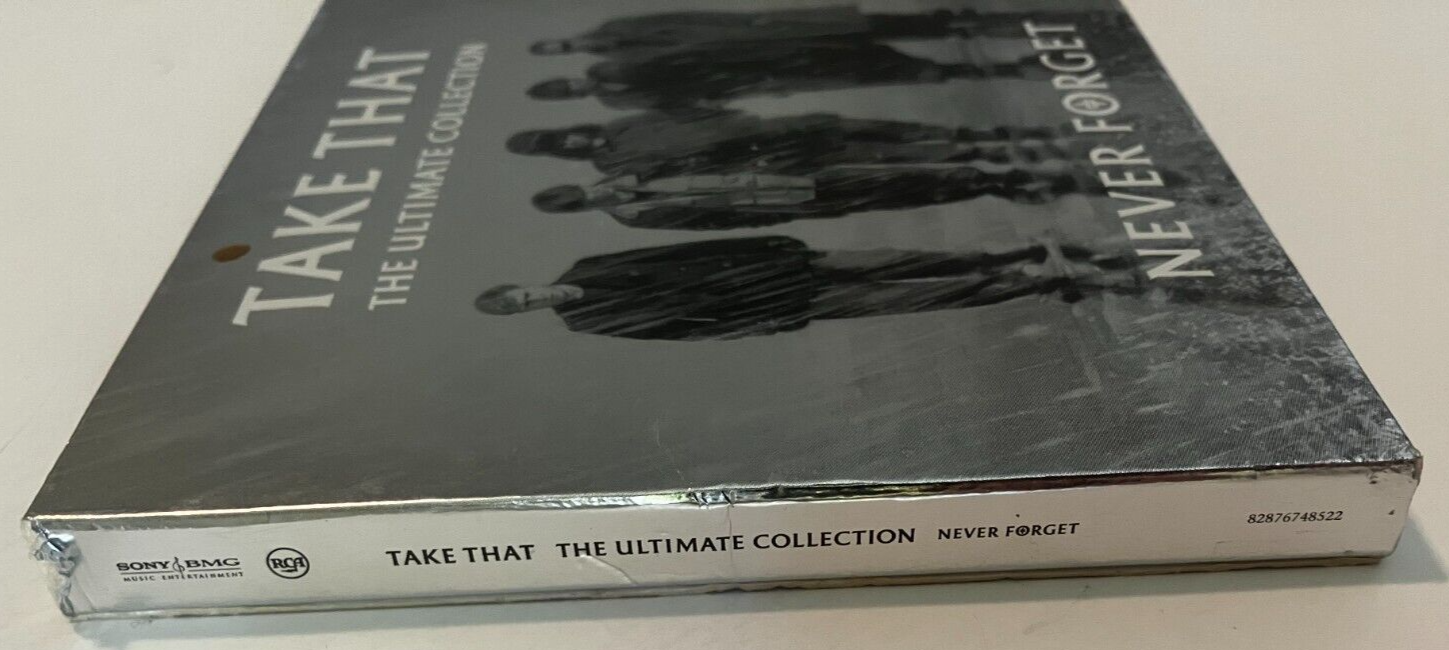 TAKE THAT
THE ULTIMATE COLLECTION
NEVER FORGET
SONY BMG
MUSIC ENTERTAINMENT
RCA
TAKE THAT THE ULTIMATE COLLECTION NEVER FORGET
82876748522